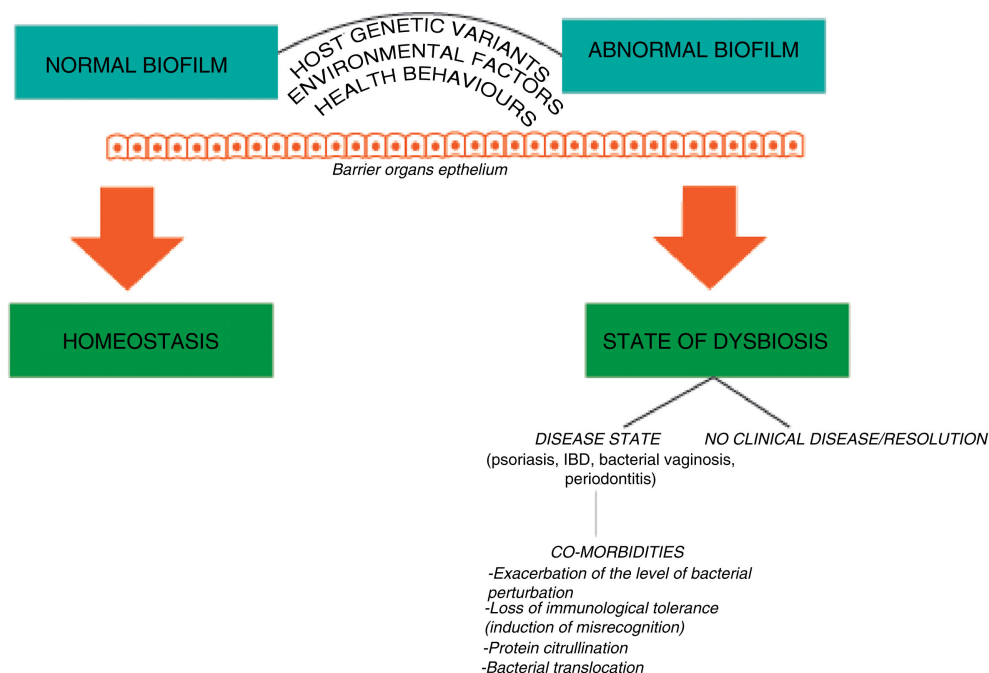 NORMAL BIOFILM
HOST GENETIC VARIANTS
ENVIRONMENTAL FACTORS
HEALTH BEHAVIOURS
ABNORMAL BIOFILM
Barrier organs epthelium
HOMEOSTASIS
STATE OF DYSBIOSIS
DISEASE STATE
(psoriasis, IBD, bacterial vaginosis,
periodontitis)
NO CLINICAL DISEASE/RESOLUTION
CO-MORBIDITIES
-Exacerbation of the level of bacterial
perturbation
-Loss of immunological tolerance
(induction of misrecognition)
-Protein citrullination
-Bacterial translocation